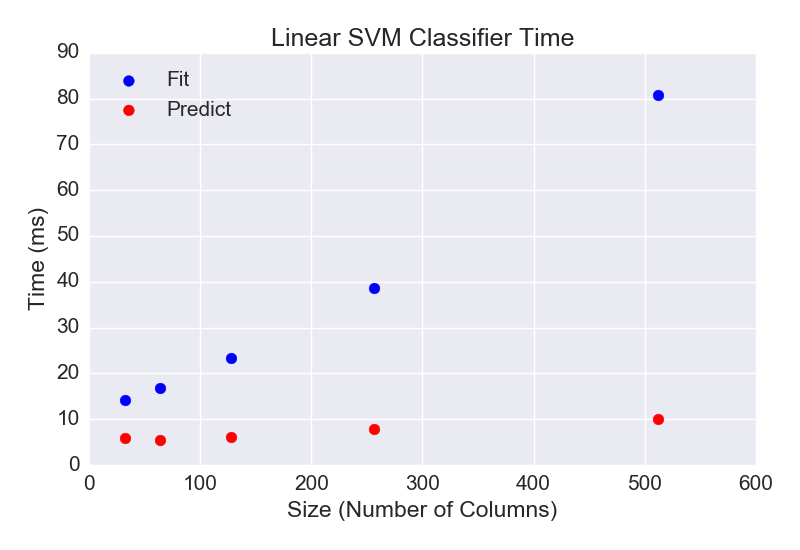 Linear SVM Classifier Time
90
80
70
60
50
40
30
20
10
0
Time (ms)
Fit
Predict
0 100 200 300 400 500 600
Size (Number of Columns)